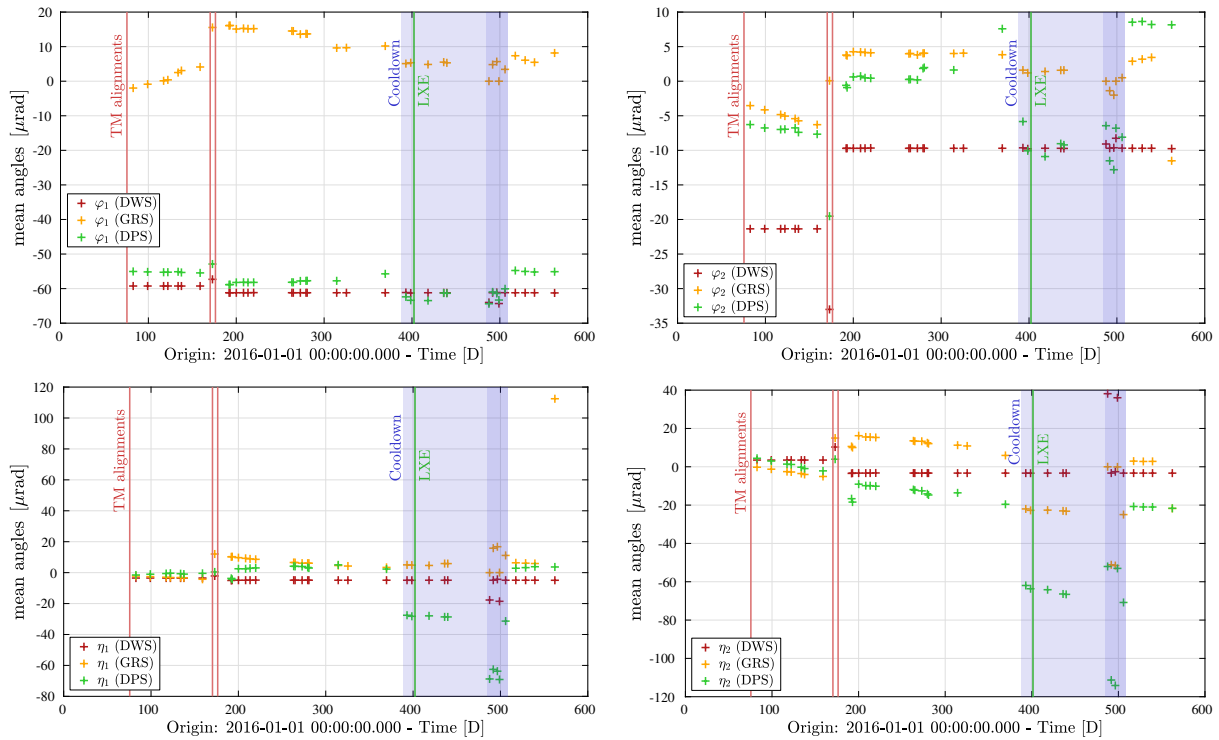 20
10
0
-10
-20
-30
-40
-50
-60
-70
mean angles [μrad]
TM alignments
Cooldown
LXE
φ₁ (DWS)
φ₁ (GRS)
φ₁ (DPS)
0 100 200 300 400 500 600
Origin: 2016-01-01 00:00:00.000 - Time [D]
10
5
0
-5
-10
-15
-20
-25
-30
-35
mean angles [μrad]
TM alignments
Cooldown
LXE
φ₂ (DWS)
φ₂ (GRS)
φ₂ (DPS)
0 100 200 300 400 500 600
Origin: 2016-01-01 00:00:00.000 - Time [D]
120
100
80
60
40
20
0
-20
-40
-60
-80
mean angles [μrad]
TM alignments
Cooldown
LXE
η₁ (DWS)
η₁ (GRS)
η₁ (DPS)
0 100 200 300 400 500 600
Origin: 2016-01-01 00:00:00.000 - Time [D]
40
20
0
-20
-40
-60
-80
-100
-120
mean angles [μrad]
TM alignments
Cooldown
LXE
η₂ (DWS)
η₂ (GRS)
η₂ (DPS)
0 100 200 300 400 500 600
Origin: 2016-01-01 00:00:00.000 - Time [D]